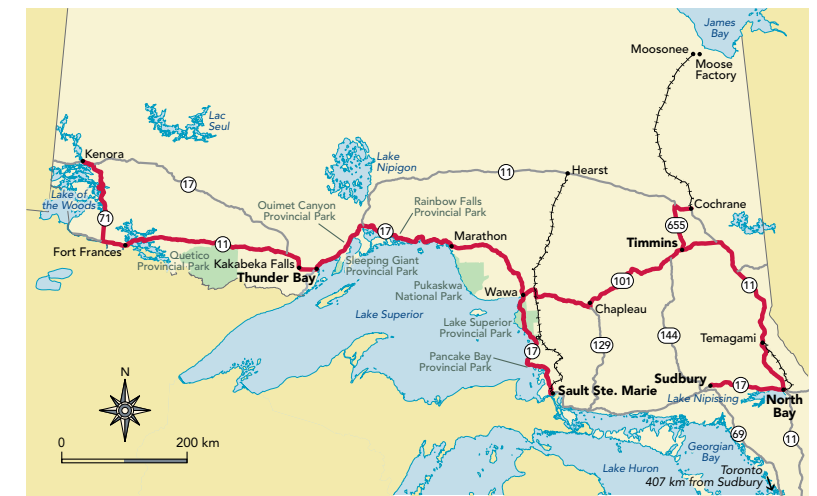 James
Bay
Moosonee
Moose
Factory
Lac
Seul
Kenora
Lake
Nipigon
11
Hearst
17
Lake of
the Woods
Ouimet Canyon
Provincial Park
Rainbow Falls
Provincial Park
Cochrane
71
655
17
Marathon
Timmins
Fort Frances
11
Quetico
Provincial Park
Kakabeka Falls
Thunder Bay
Sleeping Giant
Provincial Park
Pukaskwa
National Park
101
11
Wawa
Chapleau
Lake Superior
Lake Superior
Provincial Park
144
Temagami
129
17
Pancake Bay
Provincial Park
N
Sault Ste. Marie
Sudbury
17
Lake Nipissing
North
Bay
0
200 km
69
11
Georgian
Bay
Lake Huron
Toronto
407 km from Sudbury